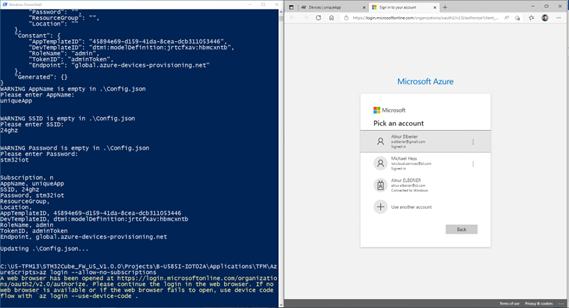 Windows PowerShell
"Password": "",
"ResourceGroup": "",
"Location": ""
},
"Constant": {
"AppTemplateID": "45894e69-d159-41da-8cea-dcb311053446",
"DevTemplateID": "dtmi:modelDefinition:jrtcfxav:hbmcxntb",
"RoleName": "admin",
"TokenID": "adminToken",
"Endpoint": "global.azure-devices-provisioning.net"
},
"Generated": {}
}
WARNING AppName is empty in .\Config.json
Please enter AppName:
uniqueApp
WARNING SSID is empty in .\Config.json
Please enter SSID:
24ghz
WARNING Password is empty in .\Config.json
Please enter Password:
stm32iot
Subscription, n
AppName, uniqueApp
SSID, 24ghz
Password, stm32iot
ResourceGroup,
Location,
AppTemplateID, 45894e69-d159-41da-8cea-dcb311053446
DevTemplateID, dtmi:modelDefinition:jrtcfxav:hbmcxntb
RoleName, admin
TokenID, adminToken
Endpoint, global.azure-devices-provisioning.net
Updating .\Config.json...
C:\US-TFM13\STM32Cube_FW_US_V1.0.0\Projects\B-U585I-IOT02A\Applications\TFM\AzureScripts>az login --allow-no-subscriptions
A web browser has been opened at https://login.microsoftonline.com/organizations/oauth2/v2.0/authorize. Please continue the login in the web browser. If no web browser is available or if the web browser fails to open, use device code flow with `az login --use-device-code`.
Devices | uniqueApp
Sign in to your account
https://login.microsoftonline.com/organizations/oauth2/v2.0/authorize?client_
Microsoft Azure
Microsoft
Pick an account
Signed in
Michael Hess
Signed in
Connected to Windows
Use another account
Back
Terms of use
Privacy & cookies
...